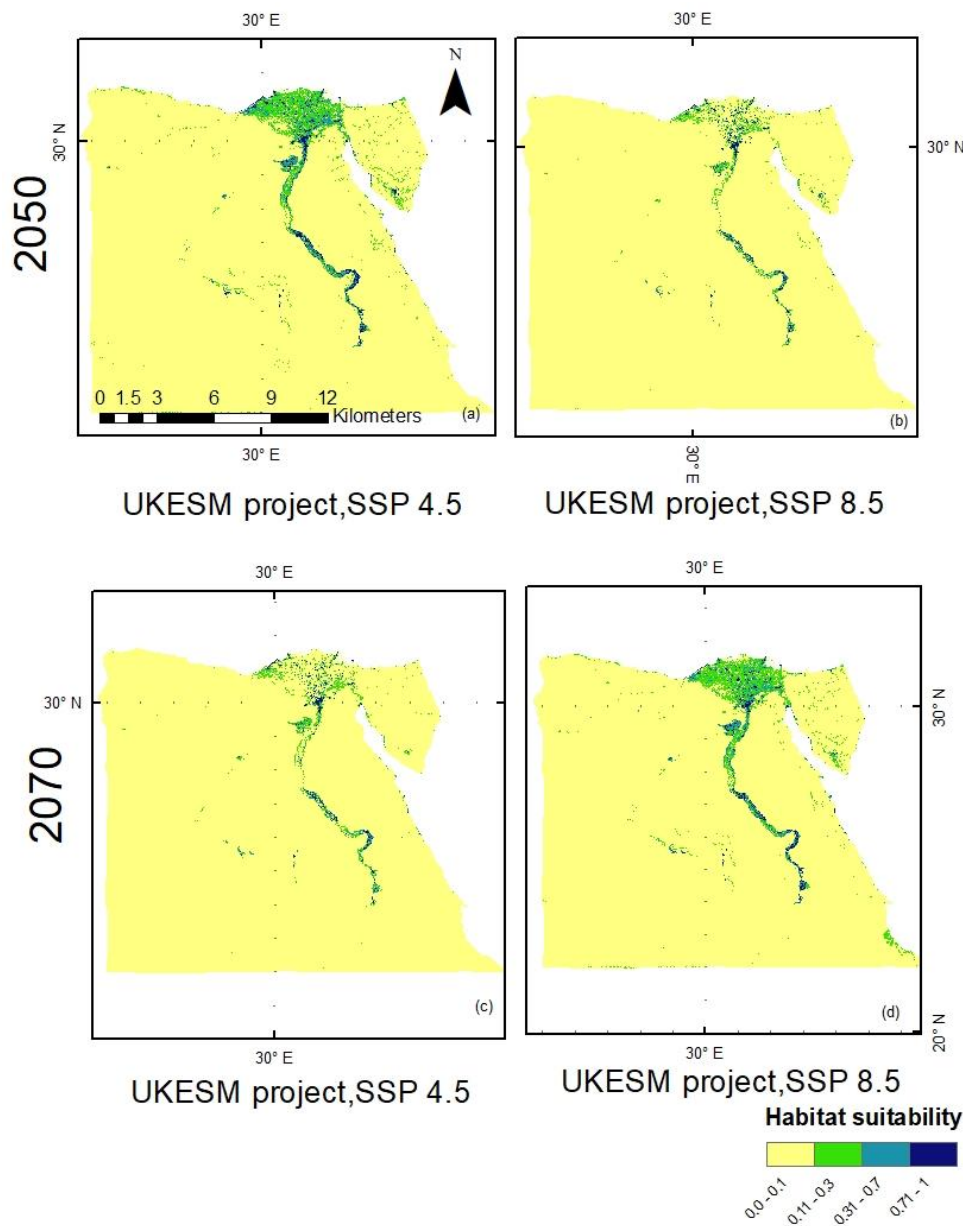 30° E
30° E
N
30° N
30° N
2050
0 1.5 3 6 9 12
Kilometers
(a)
(b)
30° E
30° E
UKESM project,SSP 4.5
UKESM project,SSP 8.5
30° E
30° E
30° N
30° N
2070
(c)
(d)
20° N
30° E
30° E
UKESM project,SSP 4.5
UKESM project,SSP 8.5
Habitat suitability
0.0 - 0.1
0.11 - 0.3
0.31 - 0.7
0.71 - 1